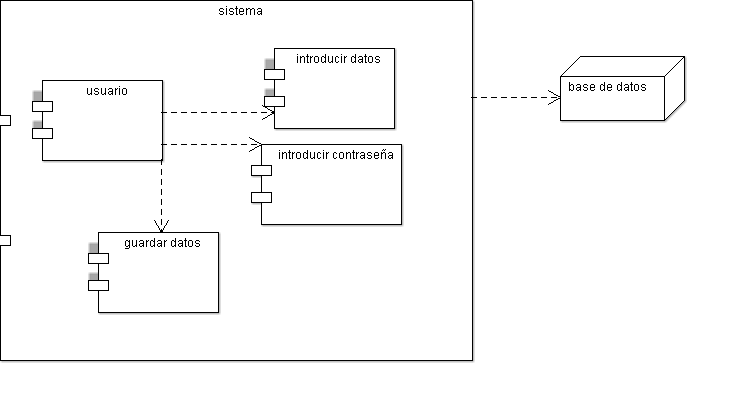 sistema
introducir datos
usuario
base de datos
introducir contraseña
guardar datos